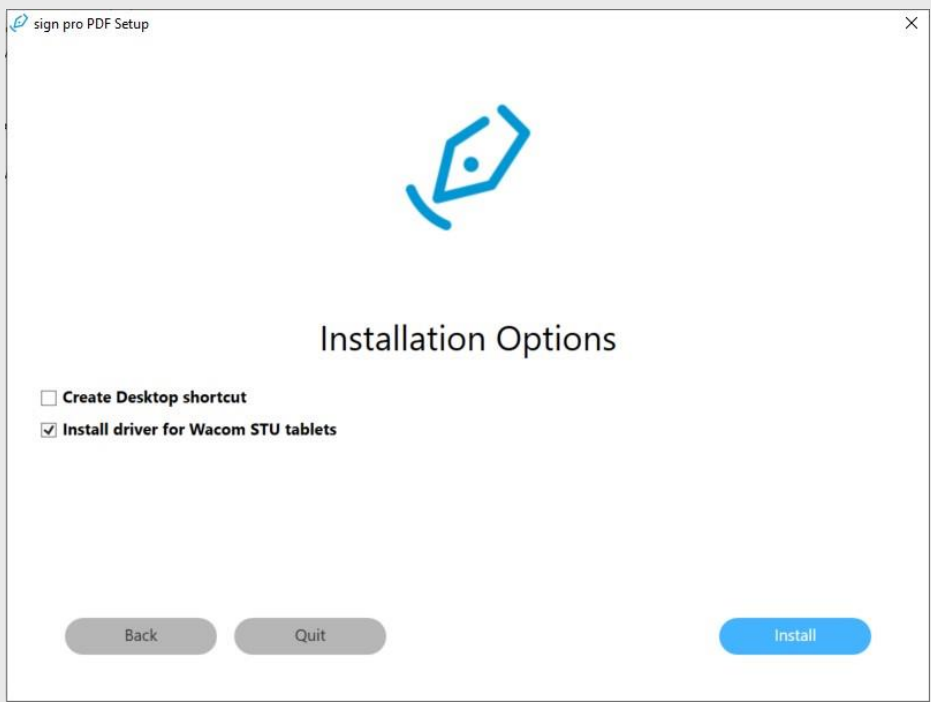 sign pro PDF Setup
Installation Options
Create Desktop shortcut
Install driver for Wacom STU tablets
Back Quit Install